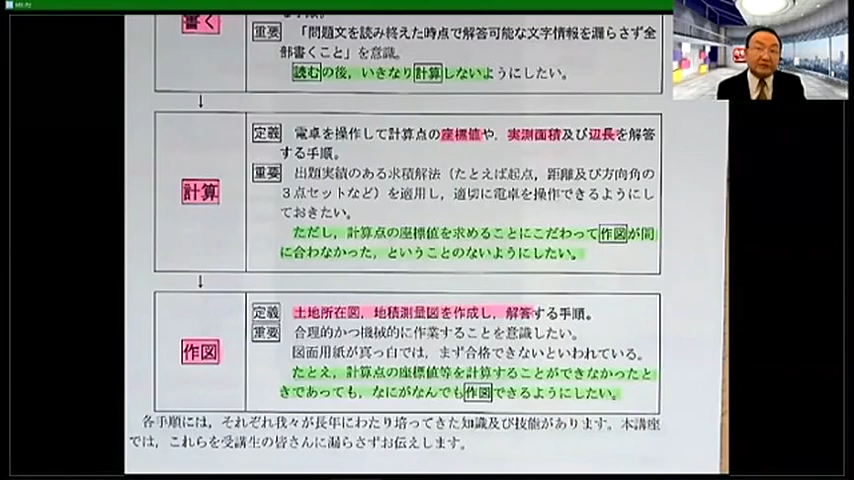 書く
る手順。
重要 「問題文を読み終えた時点で解答可能な文字情報を漏らさず全
部書くこと」を意識。
読むの後，いきなり計算しないようにしたい。
↓
計算
定義 電卓を操作して計算点の座標値や，実測面積及び辺長を解答
する手順。
重要 出題実績のある求積解法（たとえば起点，距離及び方向角の
３点セットなど）を適用し，適切に電卓を操作できるようにし
ておきたい。
ただし，計算点の座標値を求めることにこだわって作図が間
に合わなかった，ということのないようにしたい。
↓
作図
定義 土地所在図，地積測量図を作成し，解答する手順。
重要 合理的かつ機械的に作業することを意識したい。
図面用紙が真っ白では，まず合格できないといわれている。
たとえ，計算点の座標値等を計算することができなかったと
きであっても，なにがなんでも作図できるようにしたい。
各手順には，それぞれ我々が長年にわたり培ってきた知識及び技能があります。本講座
では，これらを受講生の皆さんに漏らさずお伝えします。